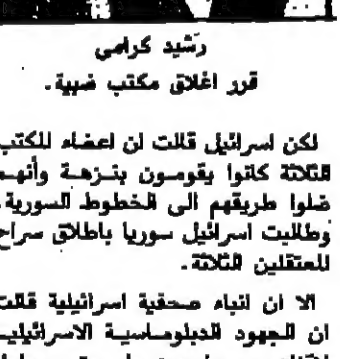 رشيد كرامي
قرر اغلاق مكتب ضبية.
لكن اسرائيل قالت ان اعضاء المكتب
الثلاثة كانوا يقومون بنزهة وأنهم
ضلوا طريقهم الى الخطوط السورية.
وطالبت اسرائيل سوريا باطلاق سراح
المعتقلين الثلاثة.
الا ان انباء صحفية اسرائيلية قالت
ان الجهود الدبلوماسية الاسرائيلية